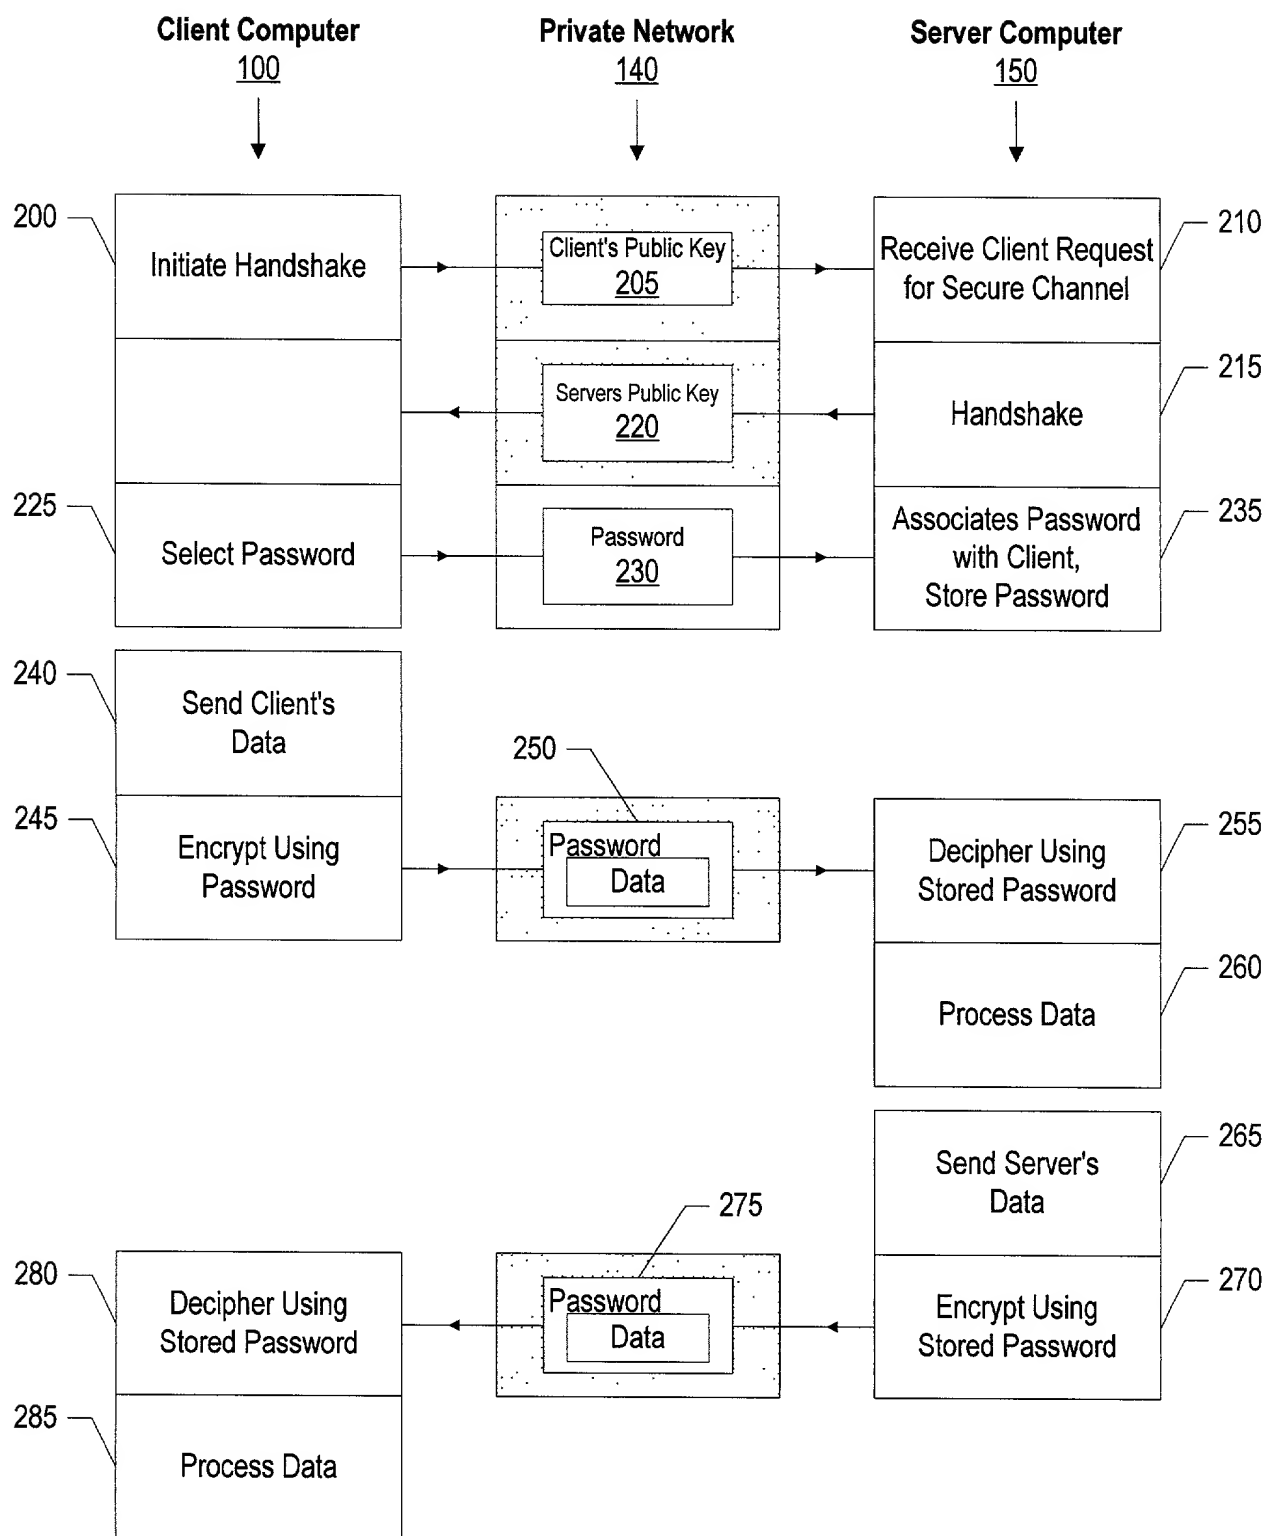 Client Computer
100
Private Network
140
Server Computer
150
200
Initiate Handshake
Client's Public Key
205
Receive Client Request
for Secure Channel
210
Servers Public Key
220
Handshake
215
225
Select Password
Password
230
Associates Password
with Client,
Store Password
235
240
Send Client's
Data
245
Encrypt Using
Password
250
Password
Data
Decipher Using
Stored Password
255
Process Data
260
Send Server's
Data
265
275
Password
Data
Encrypt Using
Stored Password
270
280
Decipher Using
Stored Password
285
Process Data